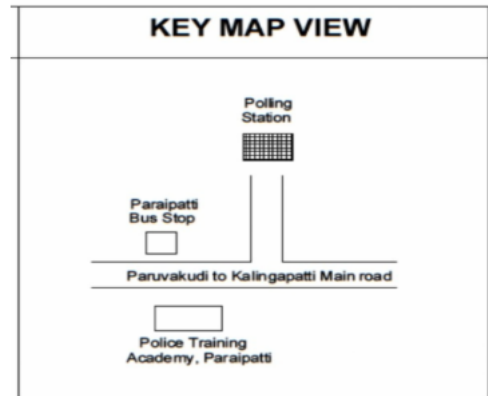 KEY MAP VIEW
Polling
Station
Paraipatti
Bus Stop
Paruvakudi to Kalingapatti Main road
Police Training
Academy, Paraipatti